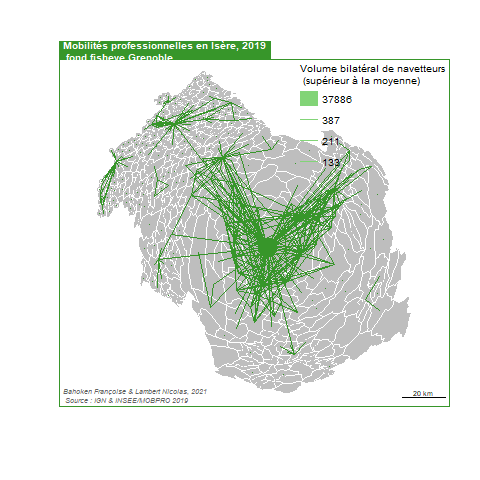 Mobilités professionnelles en Isère, 2019
fond fisheye Grenoble
Volume bilatéral de navetteurs
(supérieur à la moyenne)
37886
387
211
133
Bahoken Françoise & Lambert Nicolas, 2021
Source : IGN & INSEE/MOBPRO 2019
20 km